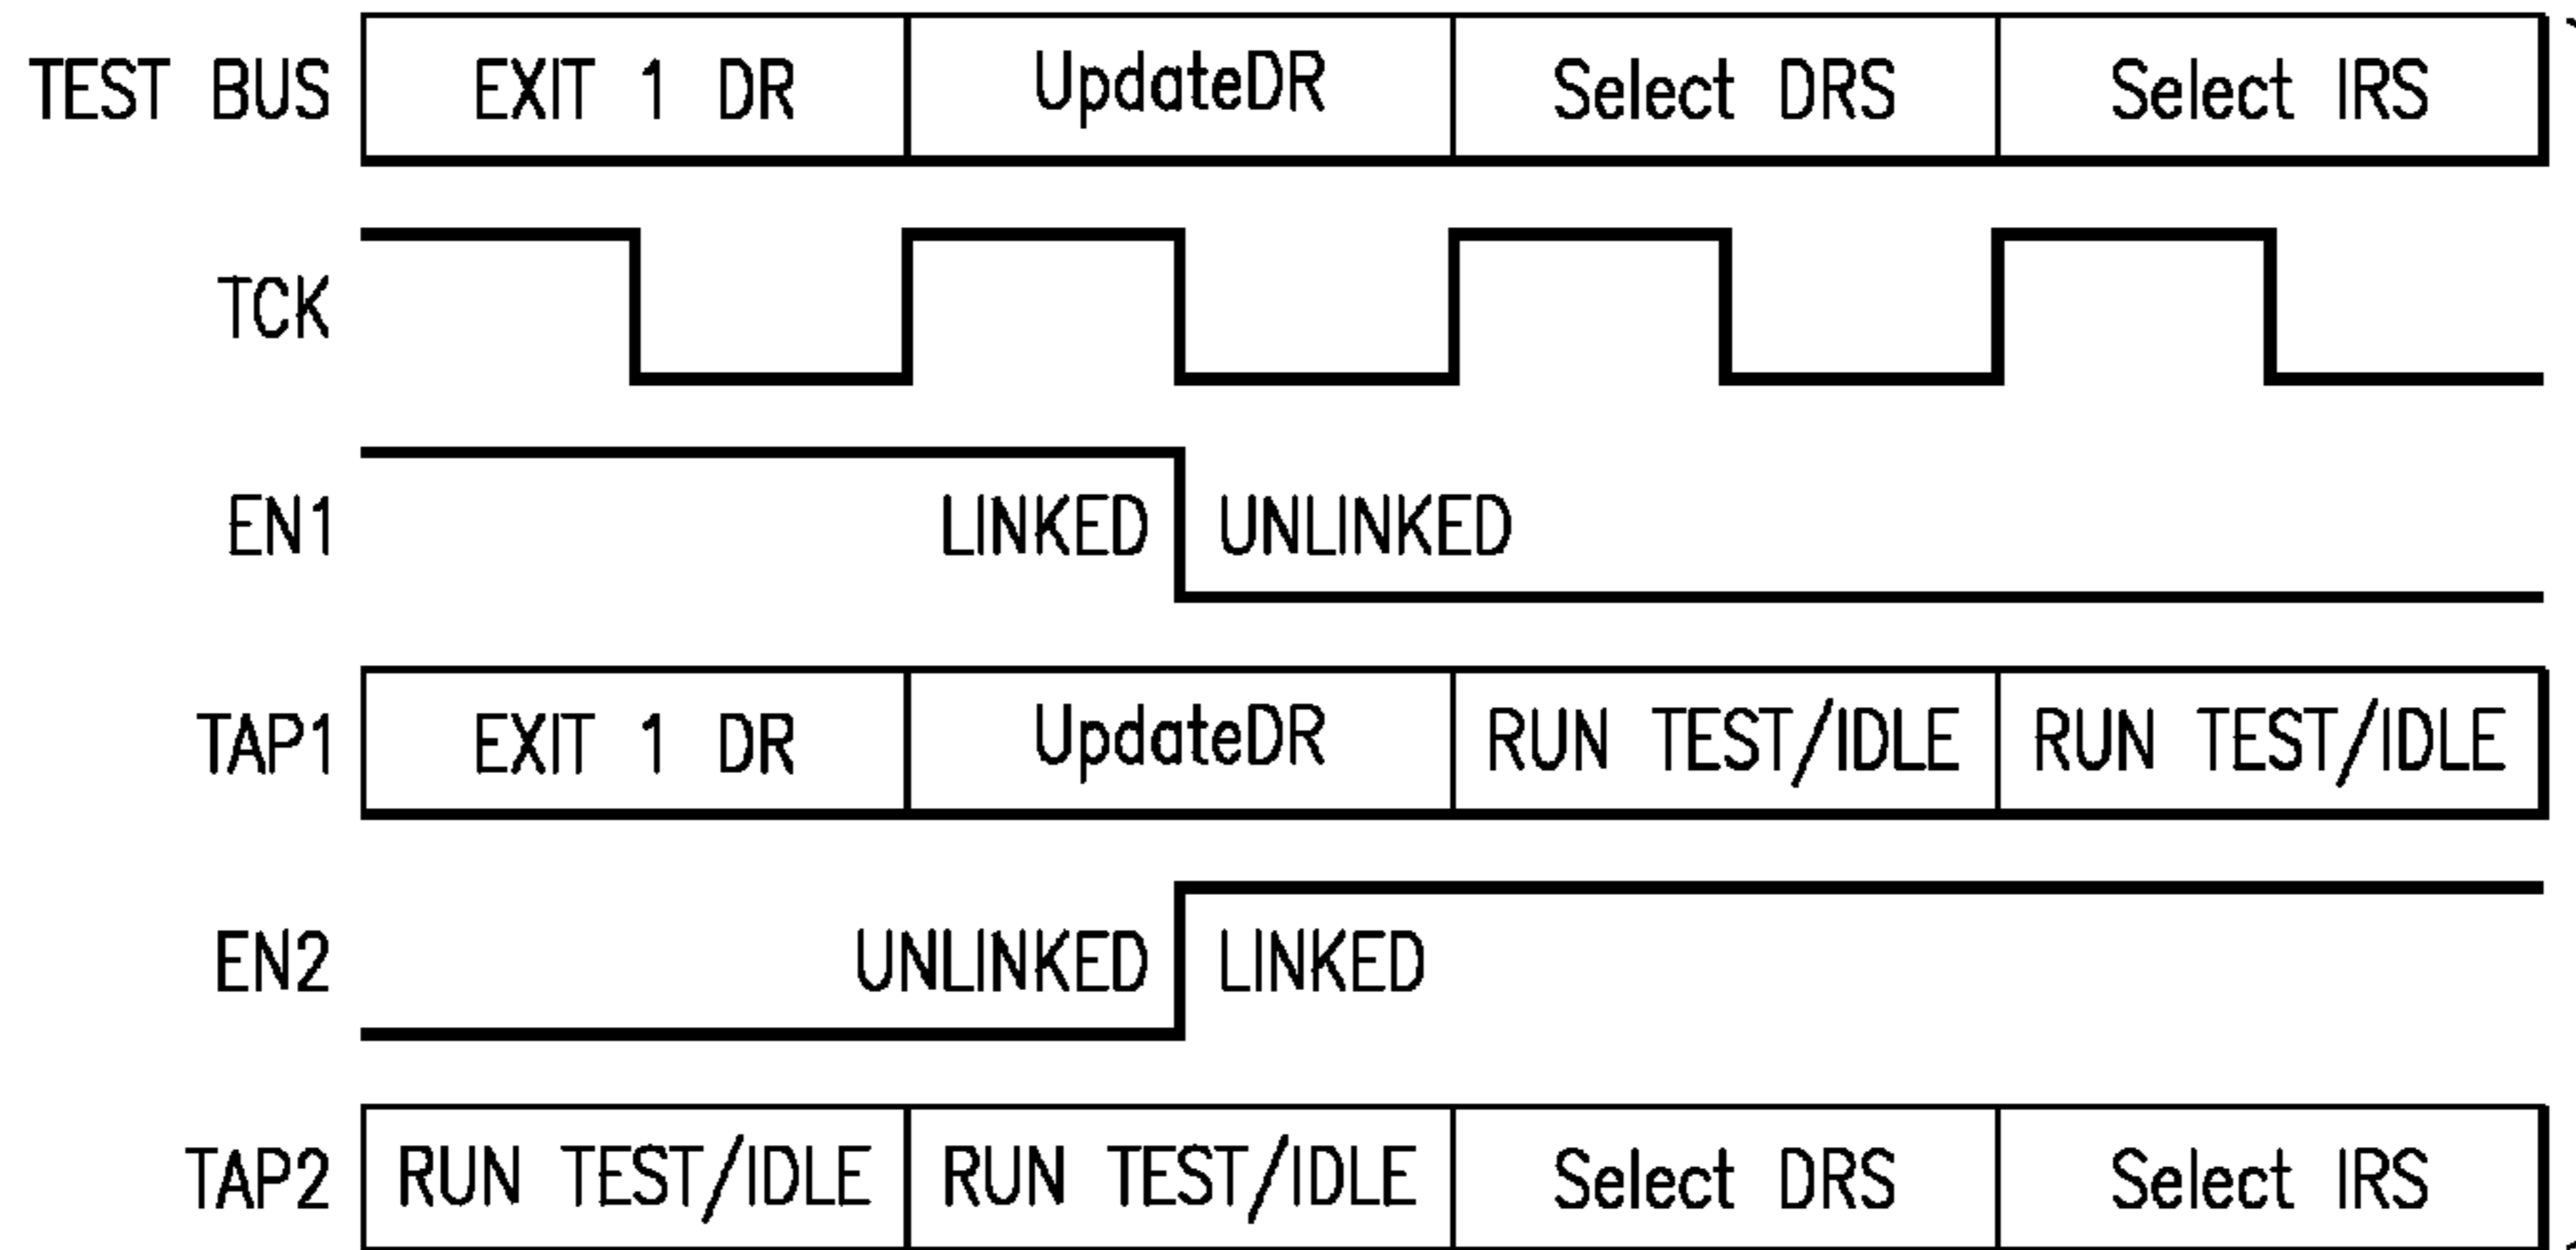 TEST BUS EXIT 1 DR UpdateDR Select DRS Select IRS
TCK
EN1 LINKED UNLINKED
TAP1 EXIT 1 DR UpdateDR RUN TEST/IDLE RUN TEST/IDLE
EN2 UNLINKED LINKED
TAP2 RUN TEST/IDLE RUN TEST/IDLE Select DRS Select IRS